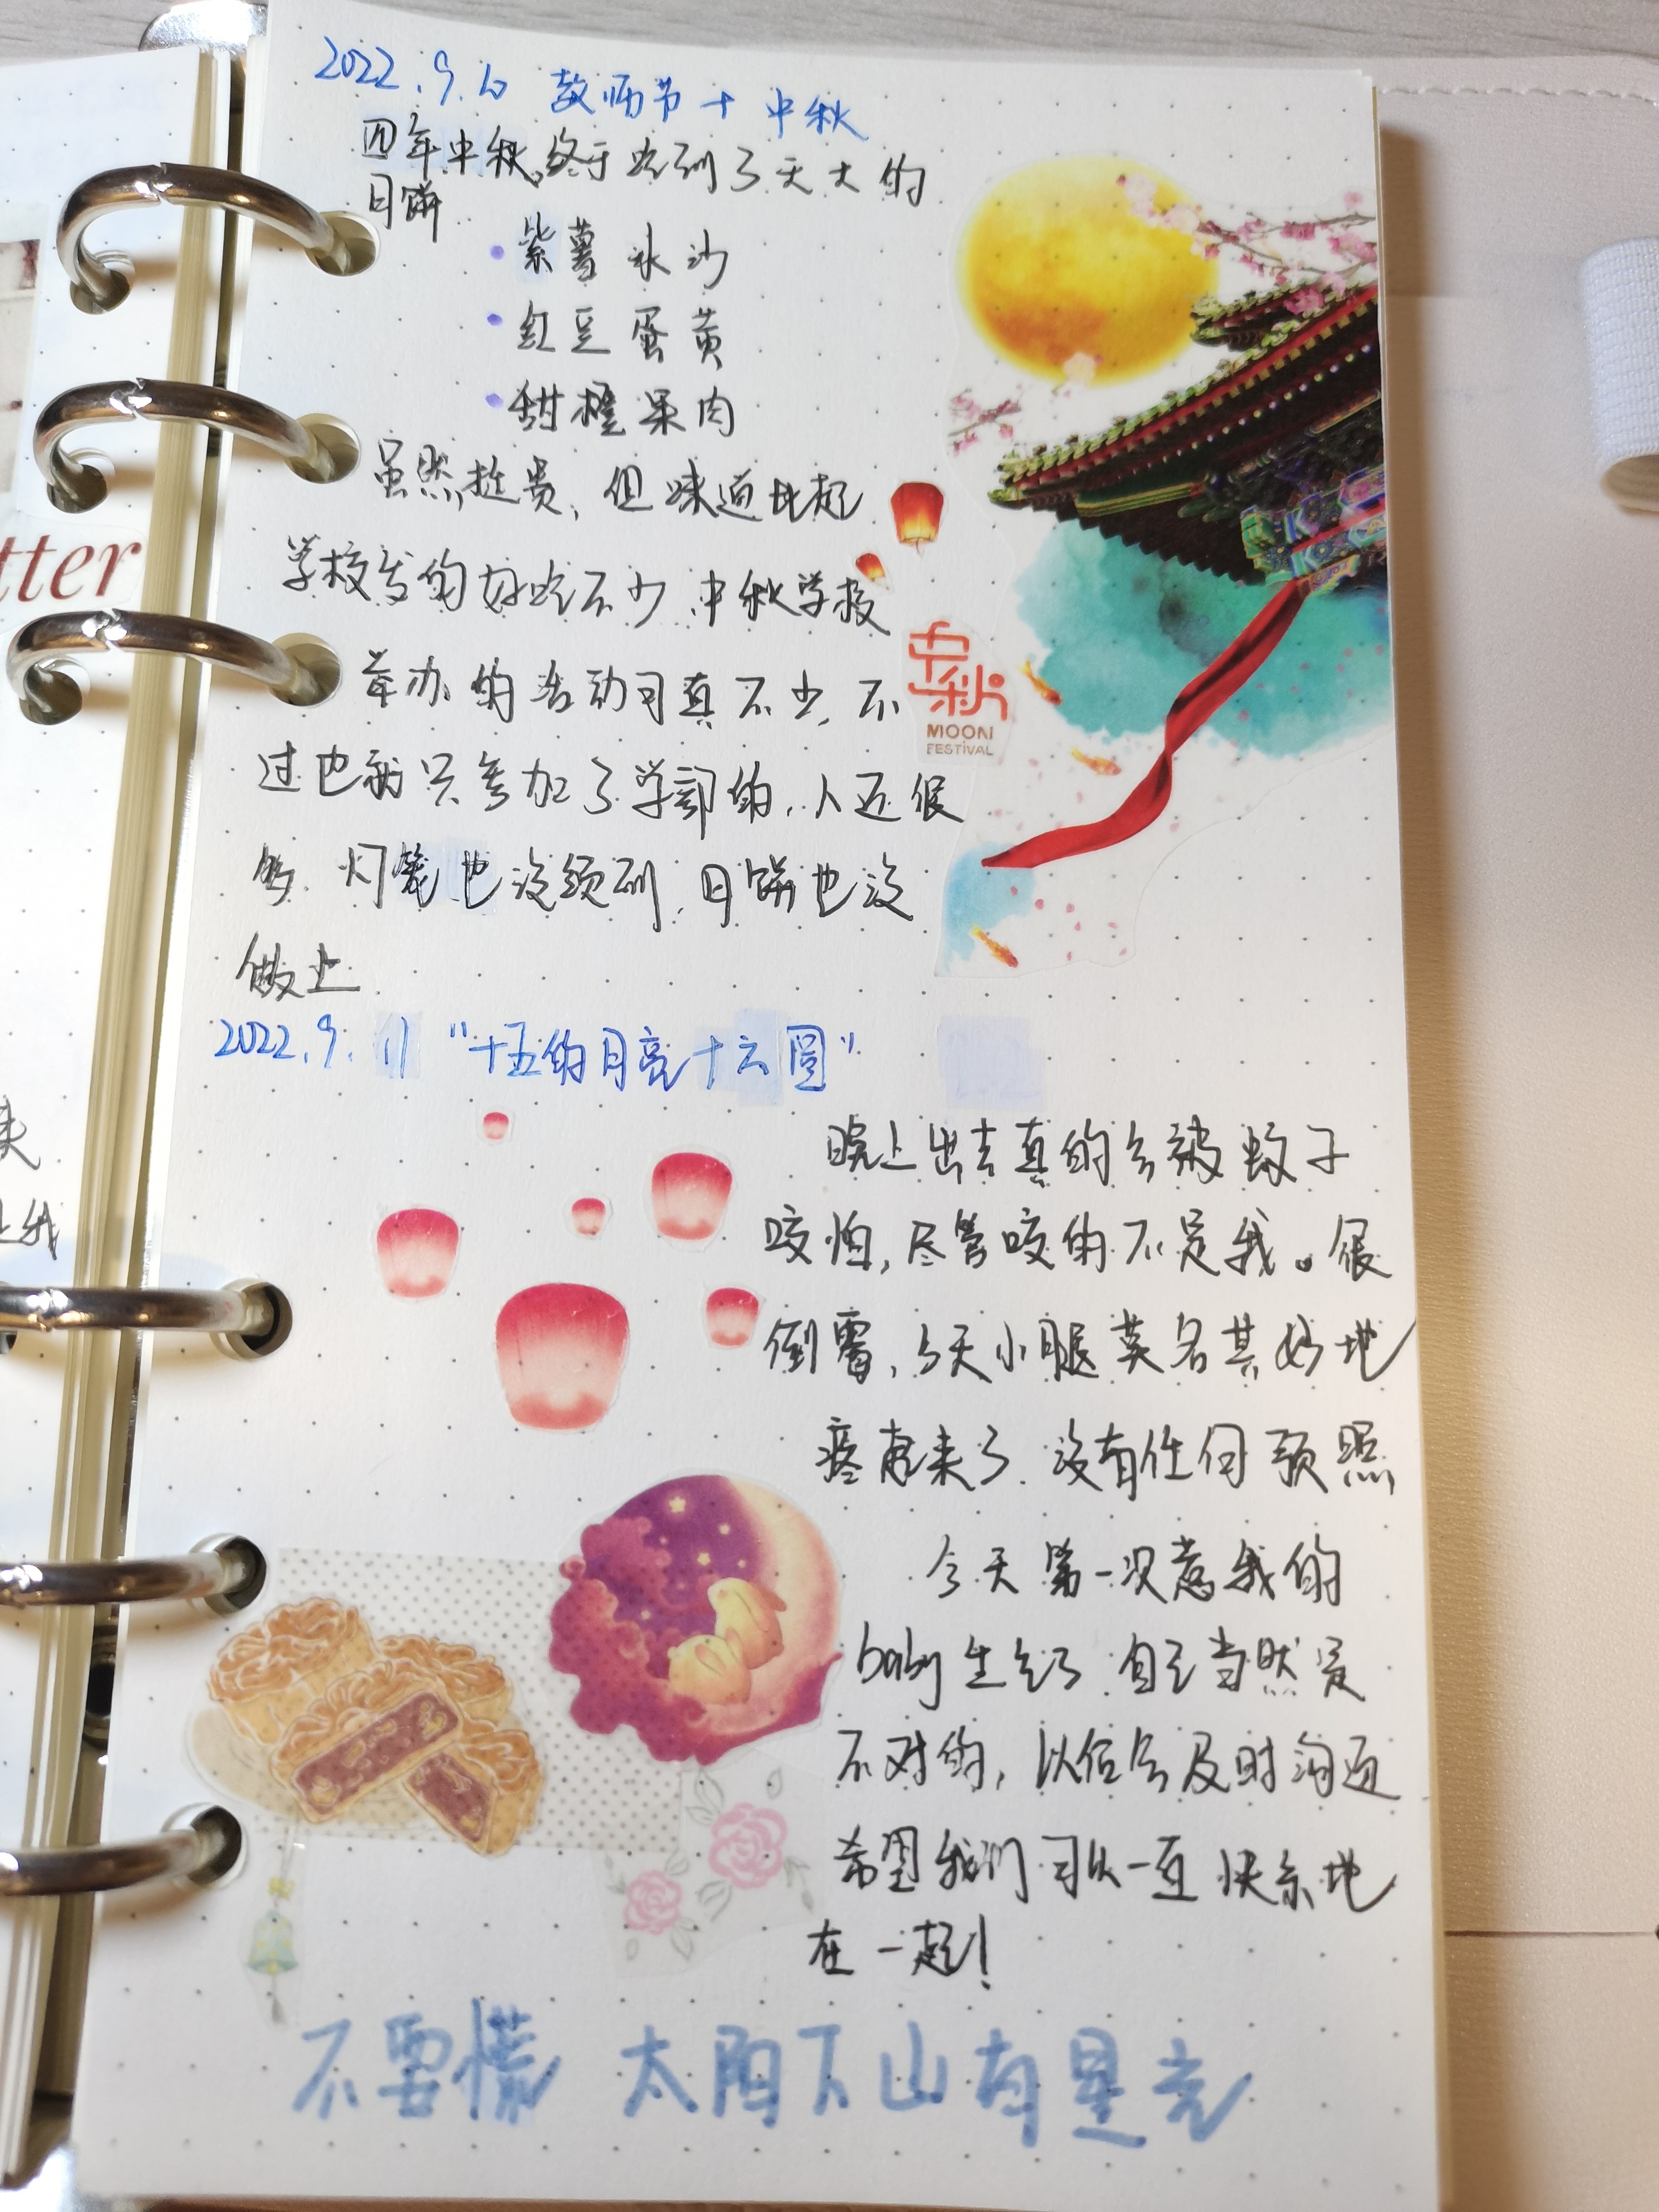 2022.9.10 教师节+中秋
四年中秋,终于吃到了天大的
月饼
紫薯冰沙
红豆蛋黄
甜橙果肉
虽然挺贵,但味道比起
学校发的好吃不少.中秋学校
举办的活动可真不少,不
过也就只参加了学部的.人还很
多.灯笼也没领到.月饼也没
做上
中秋
MOON
FESTIVAL
2022.9.11 "十五的月亮十六圆"
晚上出去真的会被蚊子
咬怕,尽管咬的不是我。很
倒霉,今天小腿莫名其妙地
疼起来了.没有任何预照
今天第一次惹我的
baby生气了.自己当然是
不对的,以后会及时沟通
希望我们可以一直快乐地
在一起!
不要慌 太阳下山有星光
tter
来
上我